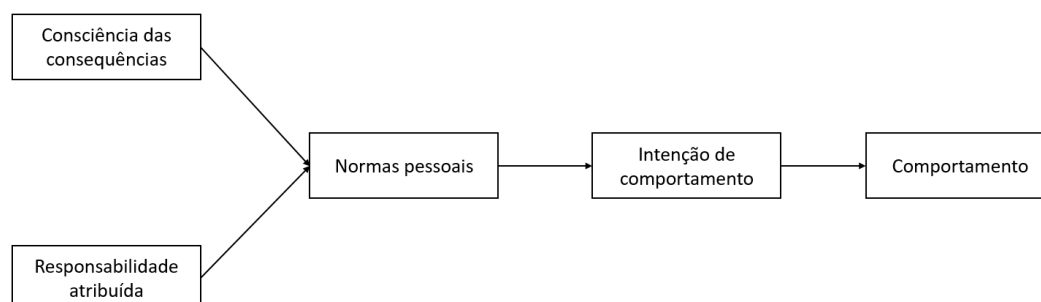 Consciência das
consequências
Normas pessoais
Intenção de
comportamento
Comportamento
Responsabilidade
atribuída